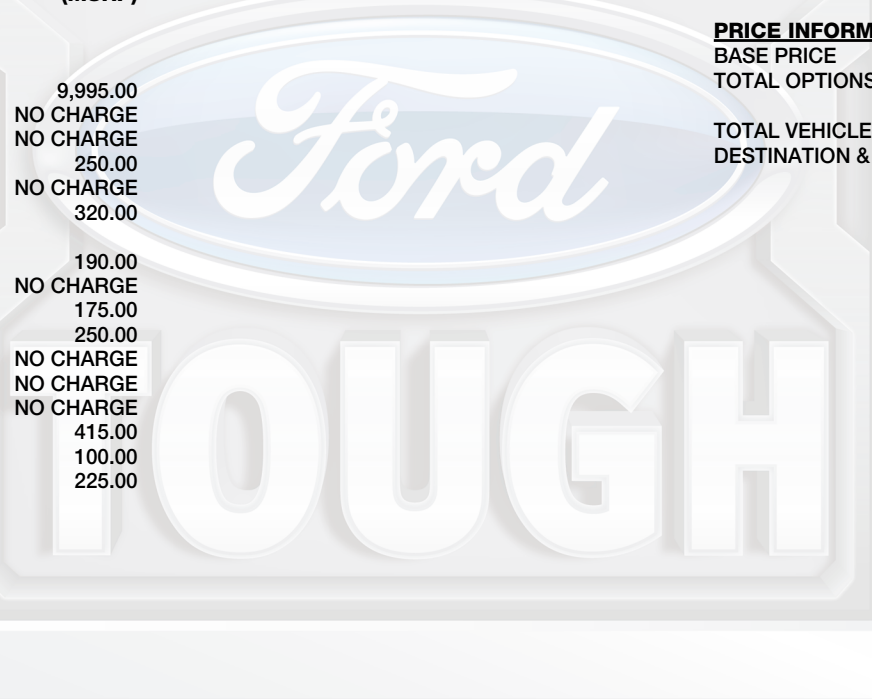 9,995.00
NO CHARGE
NO CHARGE
250.00
NO CHARGE
320.00
190.00
NO CHARGE
175.00
250.00
NO CHARGE
NO CHARGE
NO CHARGE
415.00
100.00
225.00
PRICE INFORM
BASE PRICE
TOTAL OPTIONS
TOTAL VEHICLE
DESTINATION &
Ford
TOUGH